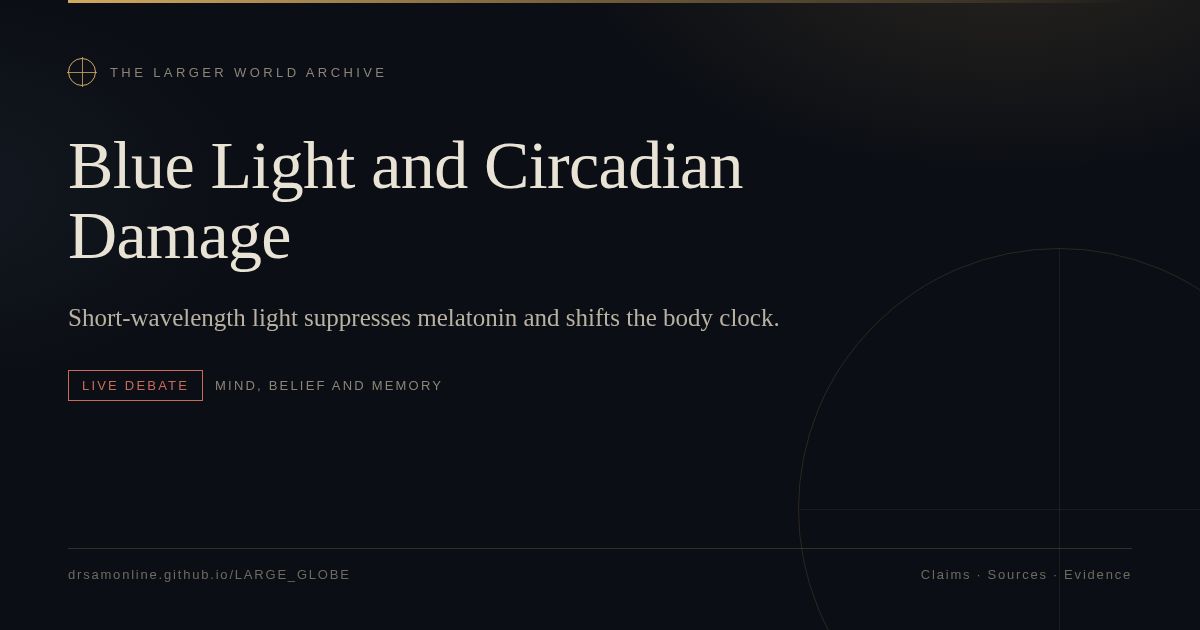 THE LARGER WORLD ARCHIVE
Blue Light and Circadian
Damage
Short-wavelength light suppresses melatonin and shifts the body clock.
LIVE DEBATE MIND, BELIEF AND MEMORY
drsamonline.github.io/LARGE_GLOBE Claims · Sources · Evidence